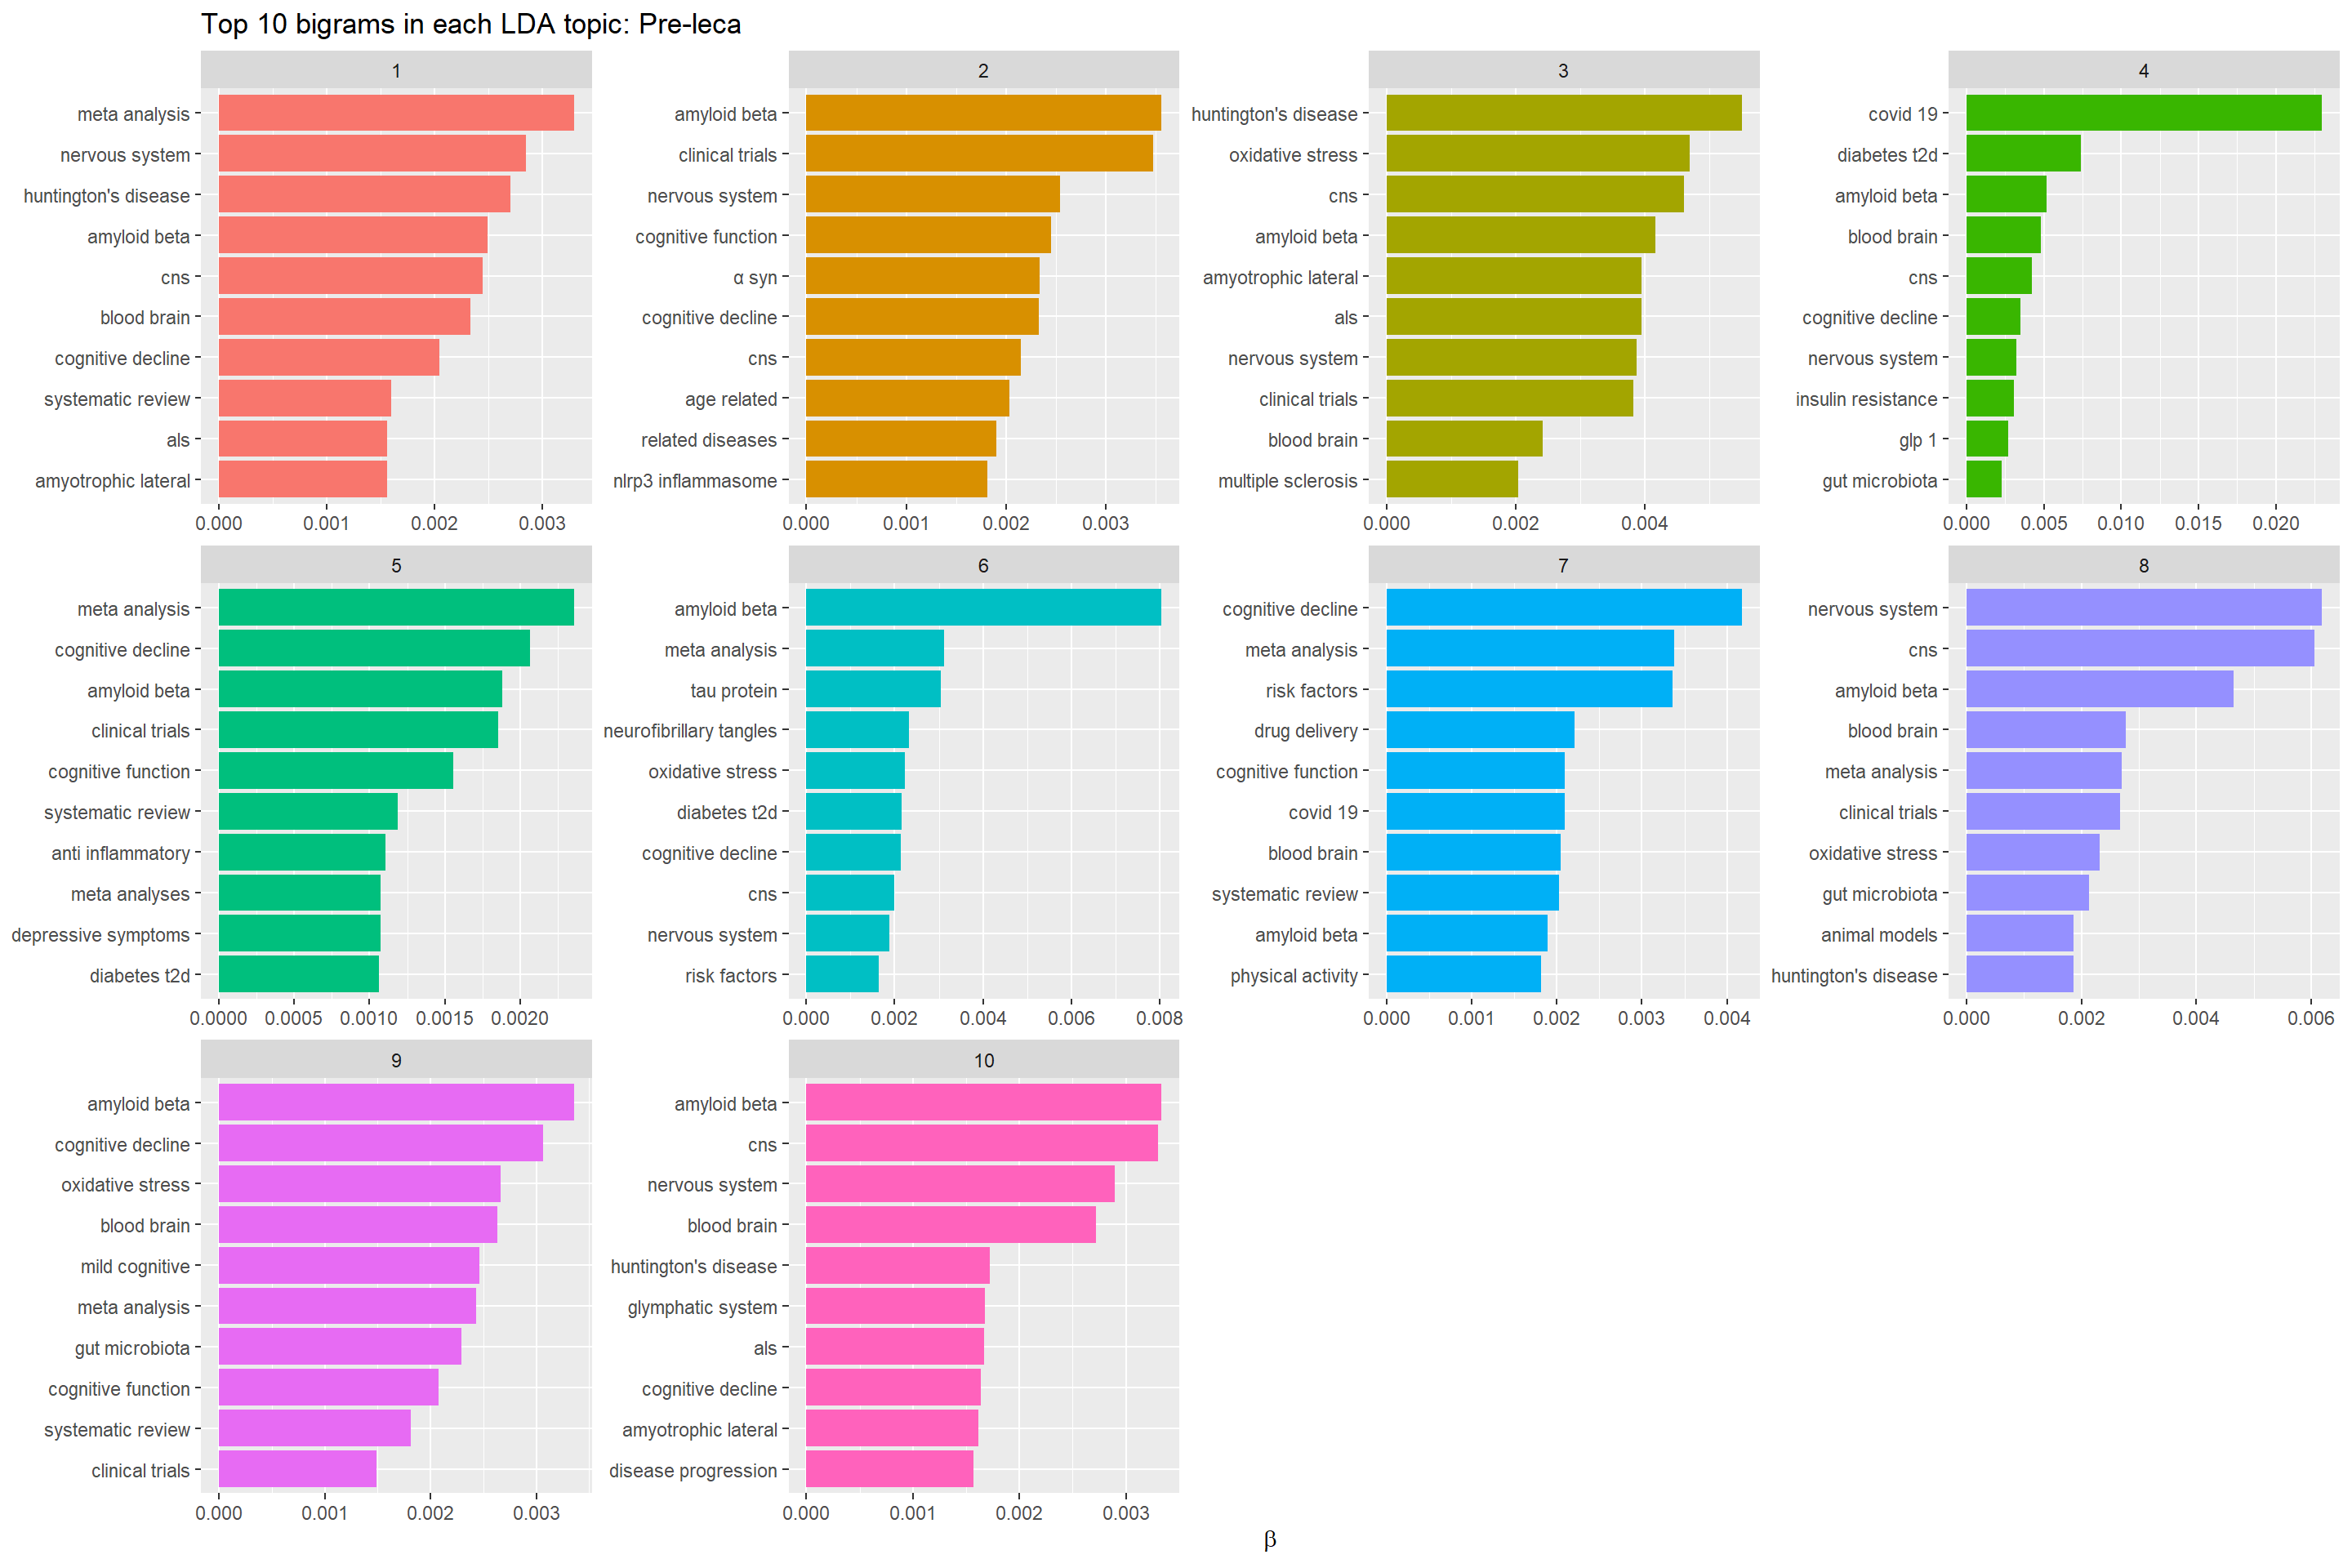 Top 10 bigrams in each LDA topic: Pre-leca
1
meta analysis
nervous system
huntington's disease
amyloid beta
cns
blood brain
cognitive decline
systematic review
als
amyotrophic lateral
0.000 0.001 0.002 0.003
2
amyloid beta
clinical trials
nervous system
cognitive function
α syn
cognitive decline
cns
age related
related diseases
nlrp3 inflammasome
0.000 0.001 0.002 0.003
3
huntington's disease
oxidative stress
cns
amyloid beta
amyotrophic lateral
als
nervous system
clinical trials
blood brain
multiple sclerosis
0.000 0.002 0.004
4
covid 19
diabetes t2d
amyloid beta
blood brain
cns
cognitive decline
nervous system
insulin resistance
glp 1
gut microbiota
0.000 0.005 0.010 0.015 0.020
5
meta analysis
cognitive decline
amyloid beta
clinical trials
cognitive function
systematic review
anti inflammatory
meta analyses
depressive symptoms
diabetes t2d
0.0000 0.0005 0.0010 0.0015 0.0020
6
amyloid beta
meta analysis
tau protein
neurofibrillary tangles
oxidative stress
diabetes t2d
cognitive decline
cns
nervous system
risk factors
0.000 0.002 0.004 0.006 0.008
7
cognitive decline
meta analysis
risk factors
drug delivery
cognitive function
covid 19
blood brain
systematic review
amyloid beta
physical activity
0.000 0.001 0.002 0.003 0.004
8
nervous system
cns
amyloid beta
blood brain
meta analysis
clinical trials
oxidative stress
gut microbiota
animal models
huntington's disease
0.000 0.002 0.004 0.006
9
amyloid beta
cognitive decline
oxidative stress
blood brain
mild cognitive
meta analysis
gut microbiota
cognitive function
systematic review
clinical trials
0.000 0.001 0.002 0.003
10
amyloid beta
cns
nervous system
blood brain
huntington's disease
glymphatic system
als
cognitive decline
amyotrophic lateral
disease progression
0.000 0.001 0.002 0.003
β